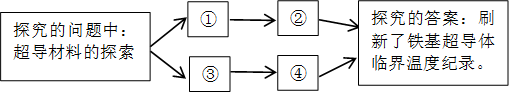 探究的问题中：
超导材料的探索
①
②
③
④
探究的答案：刷
新了铁基超导体
临界温度纪录。